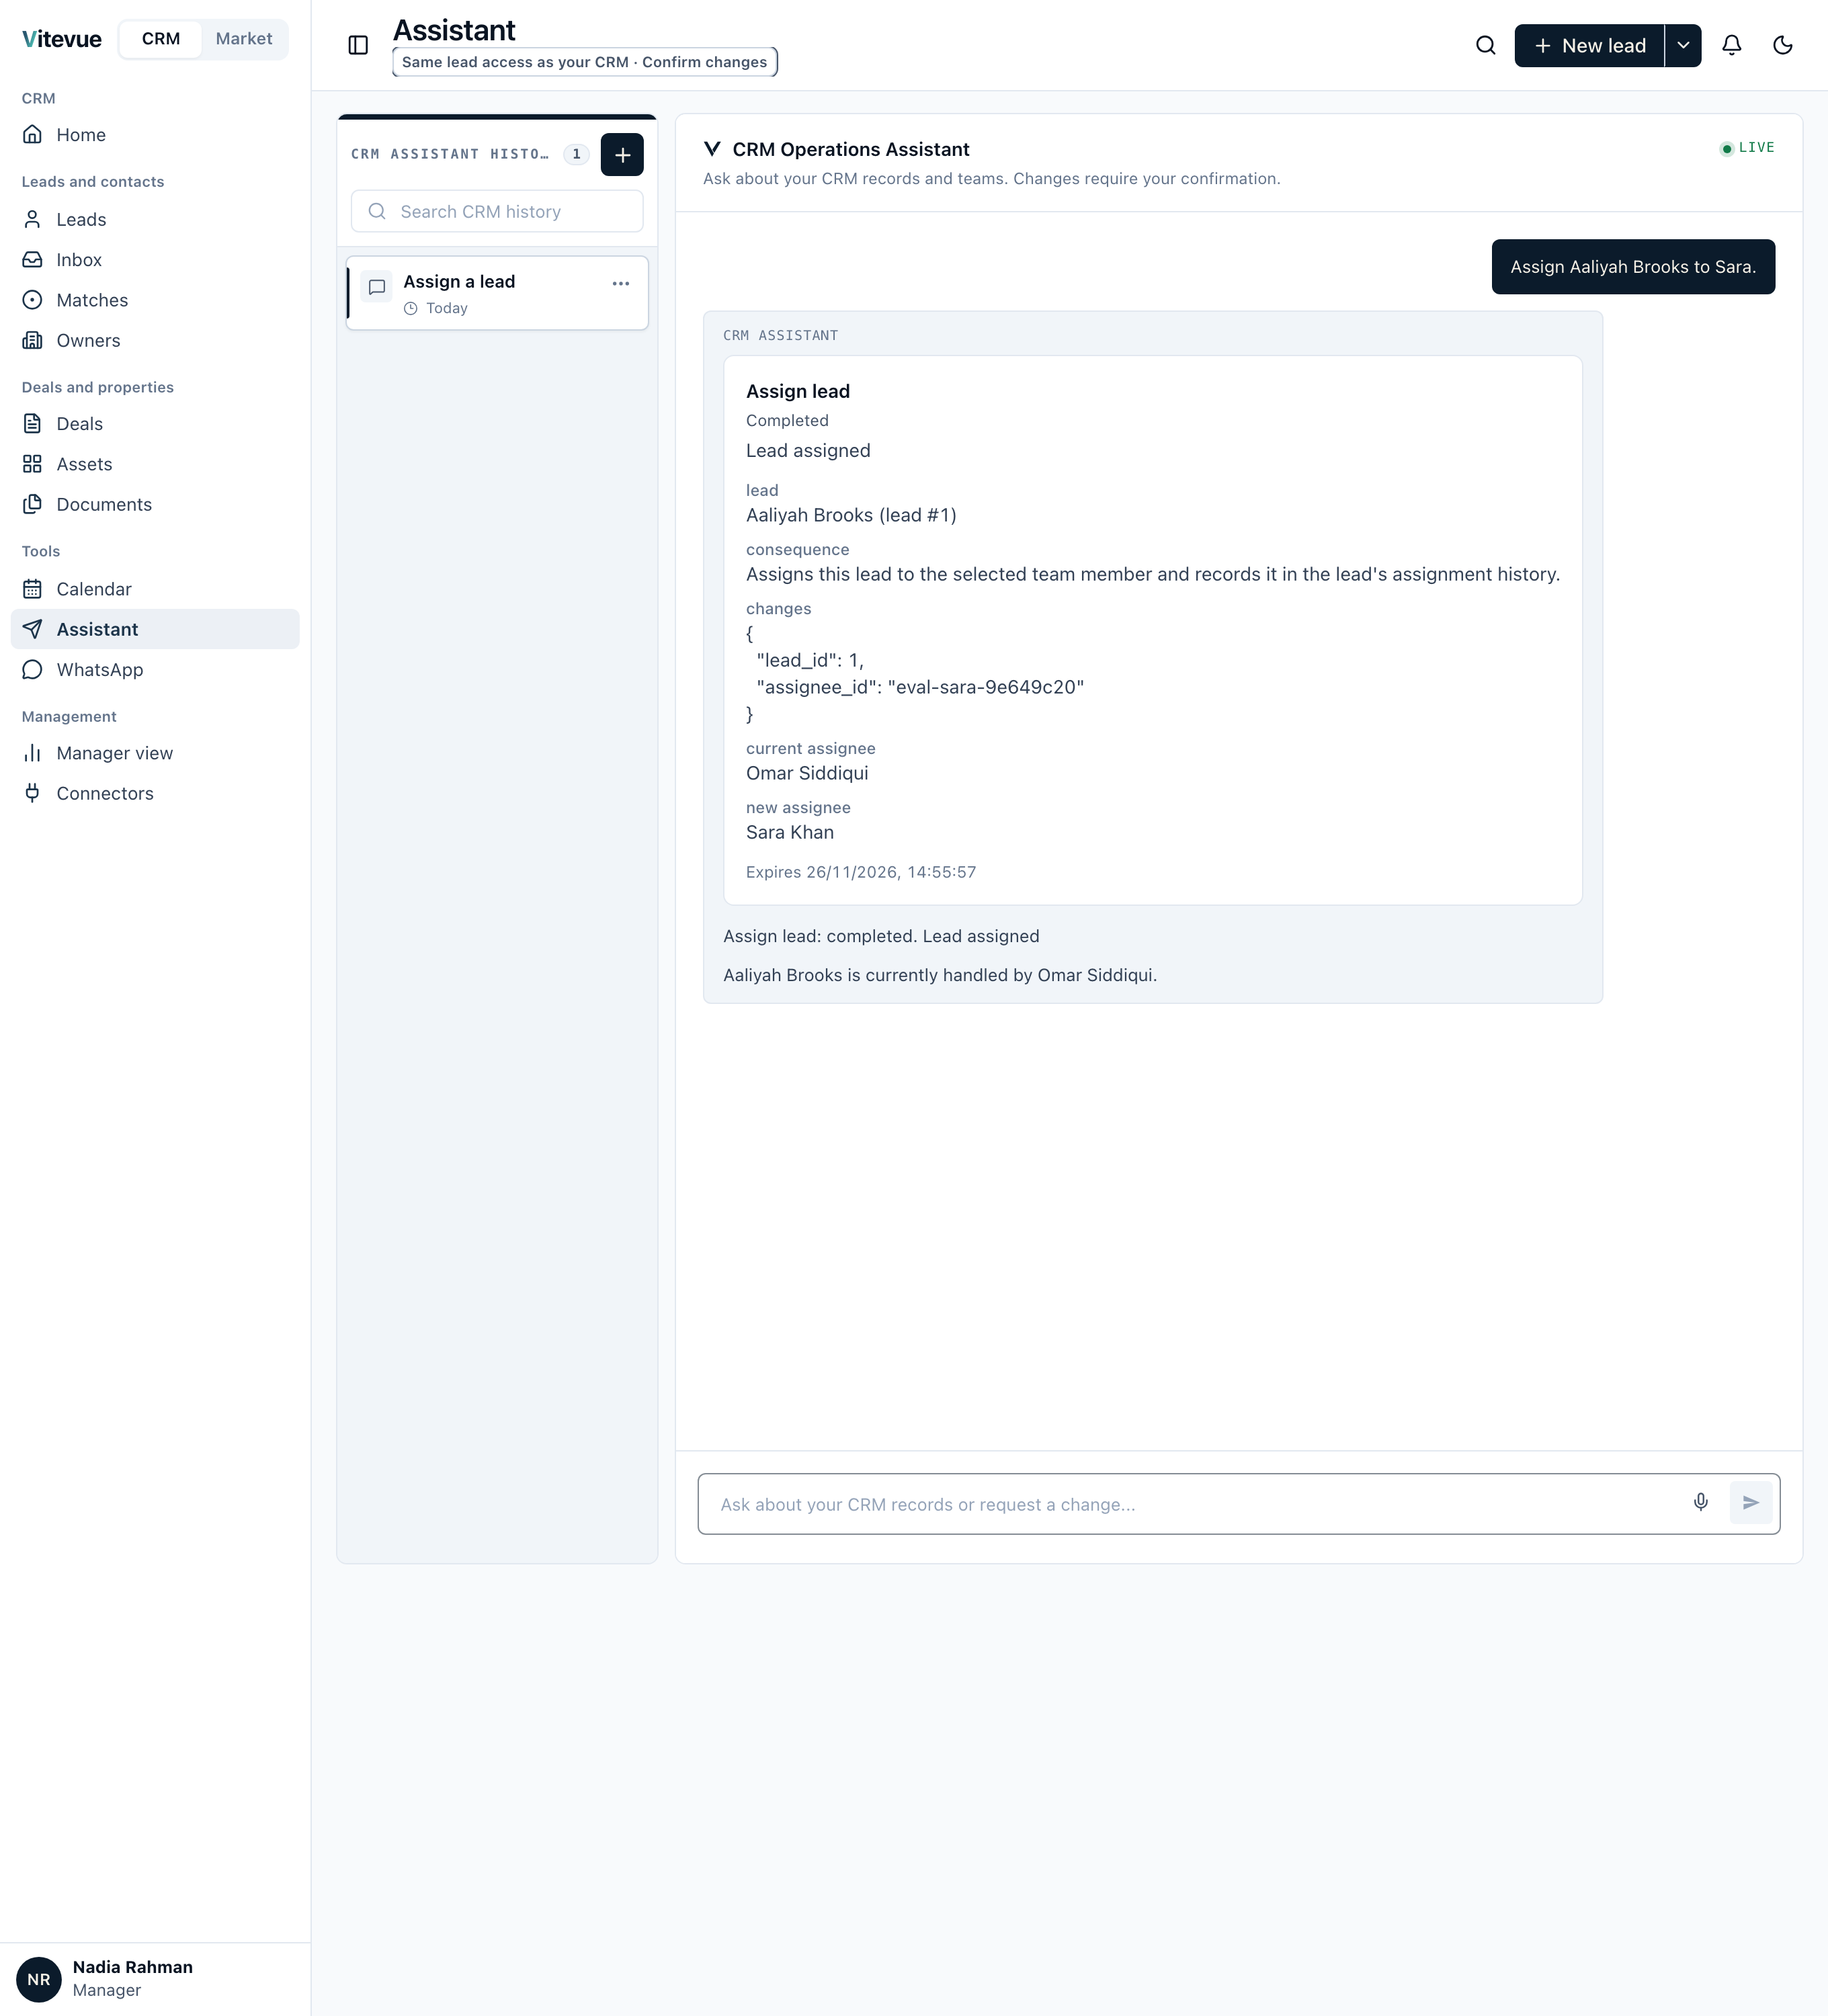 Vitevue
CRM
Market
CRM
Home
Leads and contacts
Leads
Inbox
Matches
Owners
Deals and properties
Deals
Assets
Documents
Tools
Calendar
Assistant
WhatsApp
Management
Manager view
Connectors
NR
Nadia Rahman
Manager
Assistant
Same lead access as your CRM · Confirm changes
+ New lead
CRM ASSISTANT HISTO…
1
+
Search CRM history
Assign a lead
Today
CRM Operations Assistant
LIVE
Ask about your CRM records and teams. Changes require your confirmation.
Assign Aaliyah Brooks to Sara.
CRM ASSISTANT
Assign lead
Completed
Lead assigned
lead
Aaliyah Brooks (lead #1)
consequence
Assigns this lead to the selected team member and records it in the lead's assignment history.
changes
{
"lead_id": 1,
"assignee_id": "eval-sara-9e649c20"
}
current assignee
Omar Siddiqui
new assignee
Sara Khan
Expires 26/11/2026, 14:55:57
Assign lead: completed. Lead assigned
Aaliyah Brooks is currently handled by Omar Siddiqui.
Ask about your CRM records or request a change...